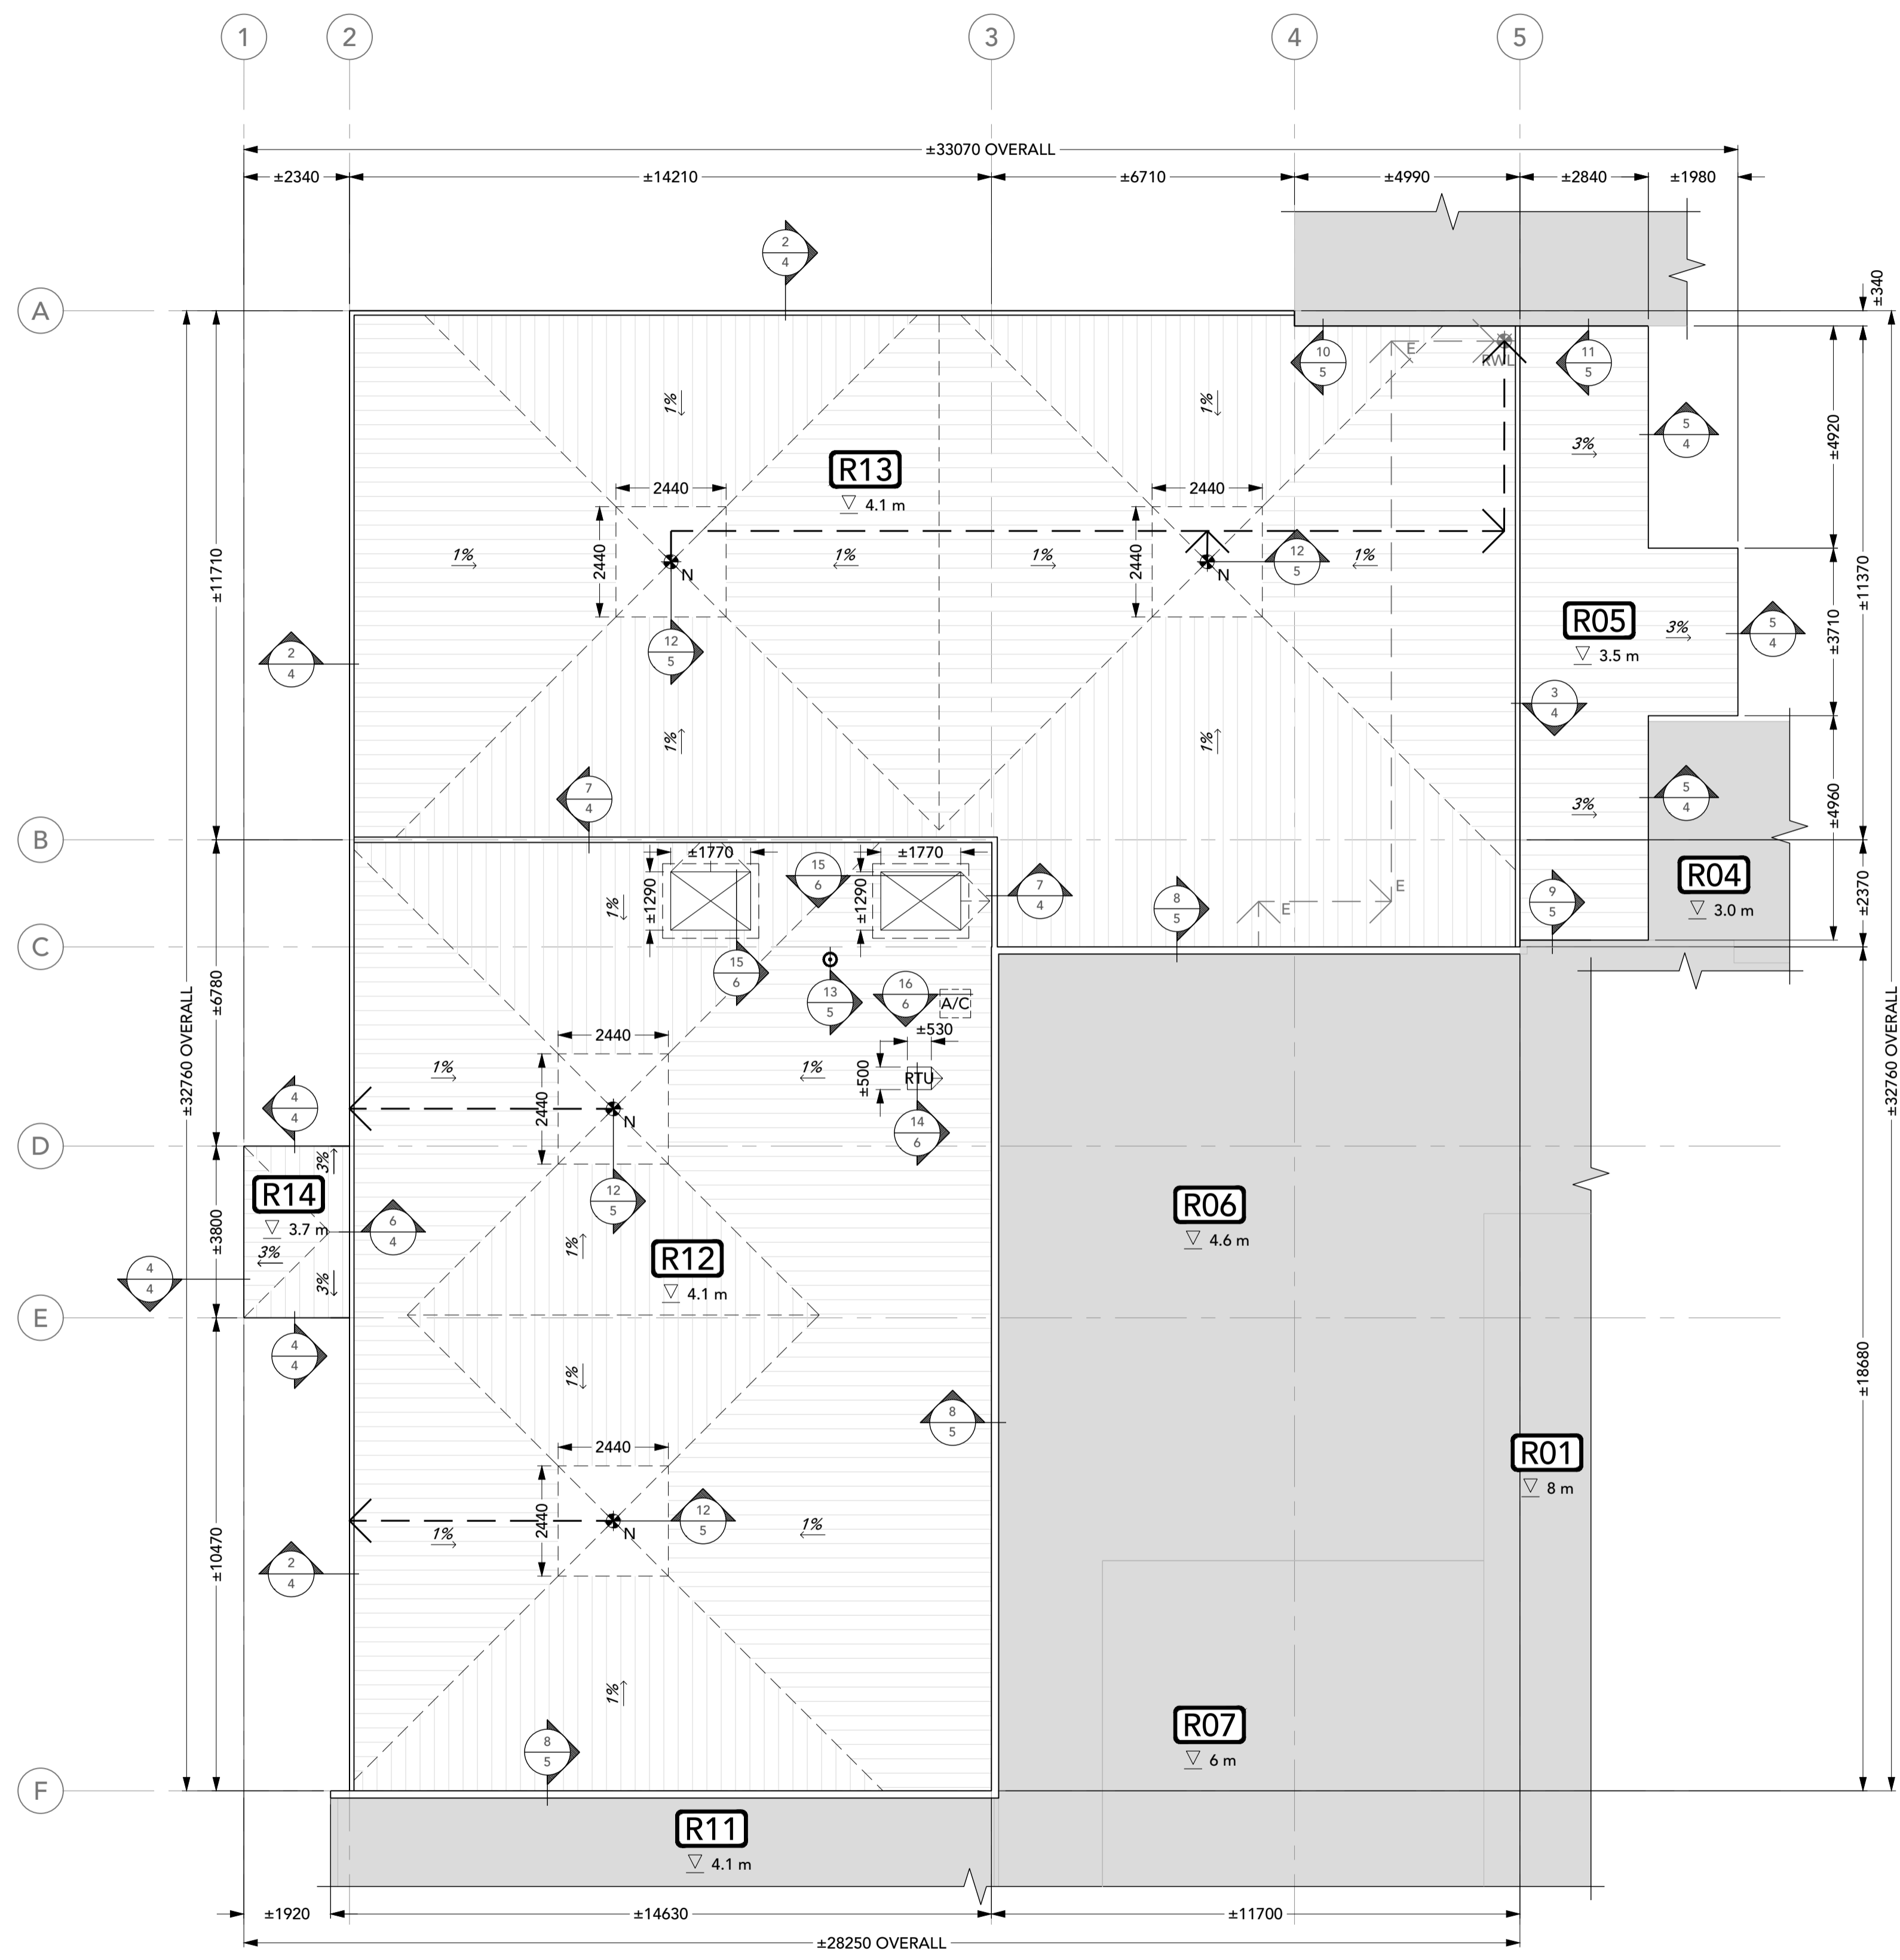 1 2 3 4 5
±33070 OVERALL
±2340 ±14210 ±6710 ±4990 ±2840 ±1980
2
4
±340
A
10
5
RWL
E
11
5
1%
1%
5
4
±4920
3%
R13
4.1 m
2440
2440
±11710
2440
2440
12
5
1%
1%
1%
1%
N
N
±11370
R05
3.5 m
3%
5
4
±3710
2
4
12
5
3
4
1%
1%
7
4
5
4
3%
±4960
B
±1770
±1770
15
6
±1290
±1290
1%
7
4
8
5
E
E
9
5
R04
3.0 m
±2370
C
15
6
13
5
16
6
A/C
±530
±6780
±32760 OVERALL
±32760 OVERALL
2440
2440
1%
1%
±500
RTU
4
4
N
14
6
D
3%
R14
3.7 m
3%
3%
12
5
6
4
±3800
4
4
1%
R12
4.1 m
R06
4.6 m
E
4
4
1%
±18680
8
5
2440
2440
R01
8 m
12
5
N
1%
1%
±10470
2
4
1%
8
5
R07
6 m
F
R11
4.1 m
±1920 ±14630 ±11700
±28250 OVERALL